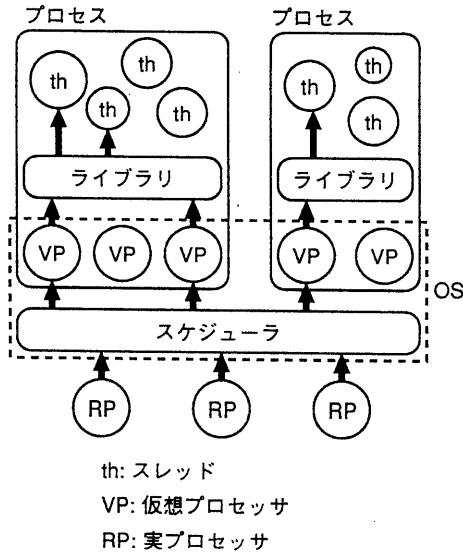 プロセス
プロセス
th
th
th
th
th
th
th
ライブラリ
ライブラリ
VP
VP
VP
VP
VP
OS
スケジューラ
RP
RP
RP
th: スレッド
VP: 仮想プロセッサ
RP: 実プロセッサ